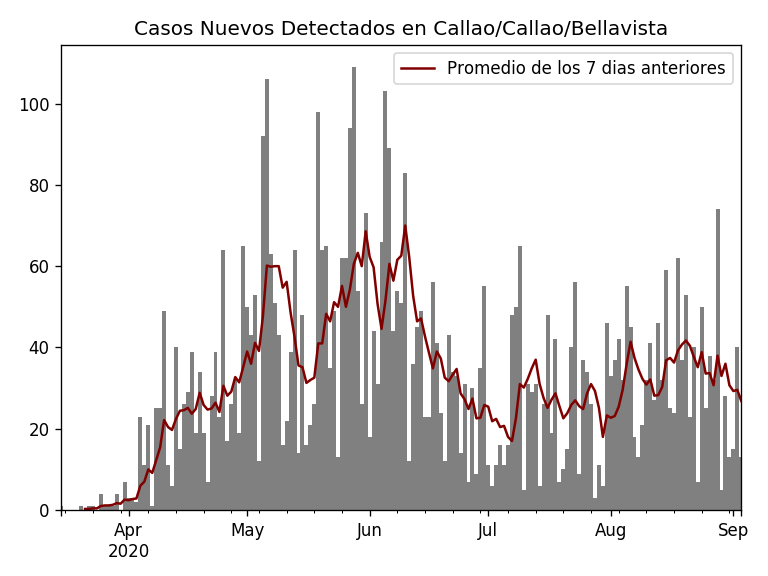 Casos Nuevos Detectados en Callao/Callao/Bellavista
Promedio de los 7 dias anteriores
100
80
60
40
20
0
Apr May Jun Jul Aug Sep
2020